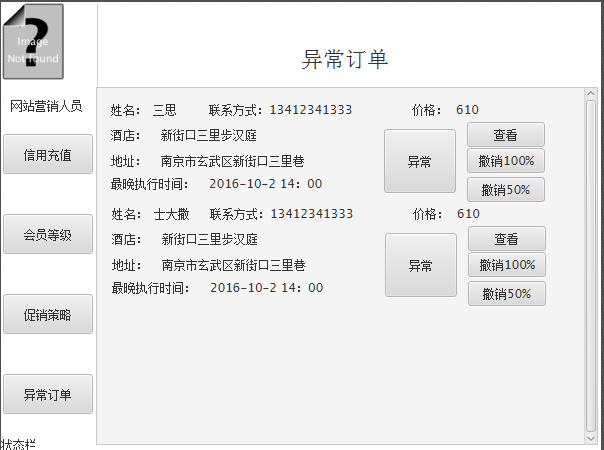 Image
Not found
异常订单
网站营销人员
信用充值
会员等级
促销策略
异常订单
状态栏
姓名： 三思 联系方式：13412341333 价格： 610
酒店： 新街口三里步汉庭 查看
地址： 南京市玄武区新街口三里巷 异常 撤销100%
最晚执行时间： 2016-10-2 14：00 撤销50%
姓名： 士大撒 联系方式：13412341333 价格： 610
酒店： 新街口三里步汉庭 查看
地址： 南京市玄武区新街口三里巷 异常 撤销100%
最晚执行时间： 2016-10-2 14：00 撤销50%